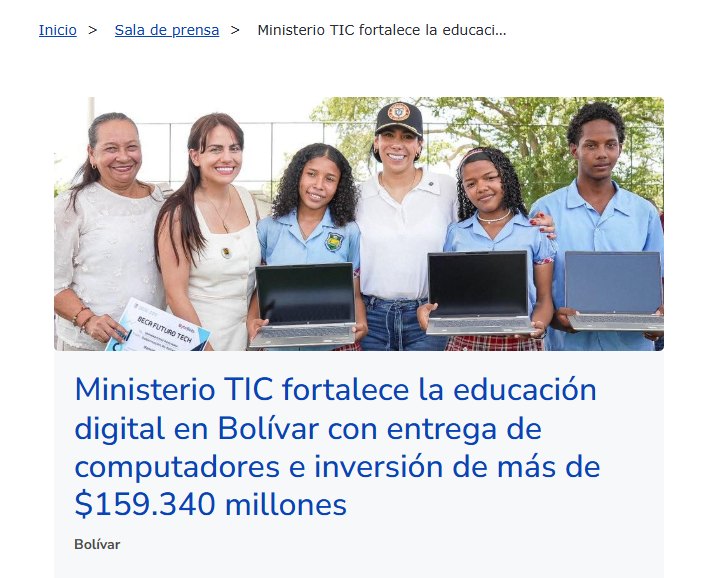 Inicio > Sala de prensa > Ministerio TIC fortalece la educaci...
BECA FUTURO TECH
Ministerio TIC fortalece la educación
digital en Bolívar con entrega de
computadores e inversión de más de
$159.340 millones
Bolívar